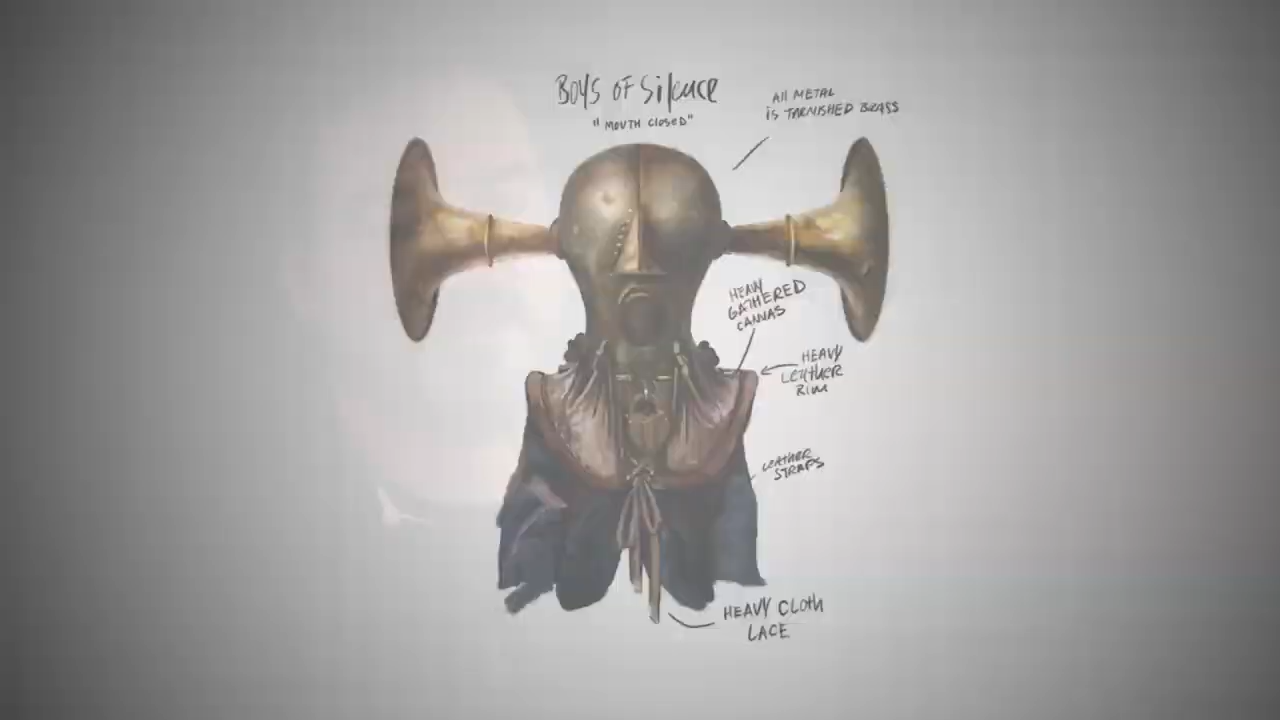 BOYS OF SilENCE
"MOUTH CLOSED"
All METAL
is TARNISHED BRASS
HEAVY
GATHERED
CANVAS
HEAVY
LEATHER
RIM
LEATHER
STRAPS
HEAVY CLOTH
LACE